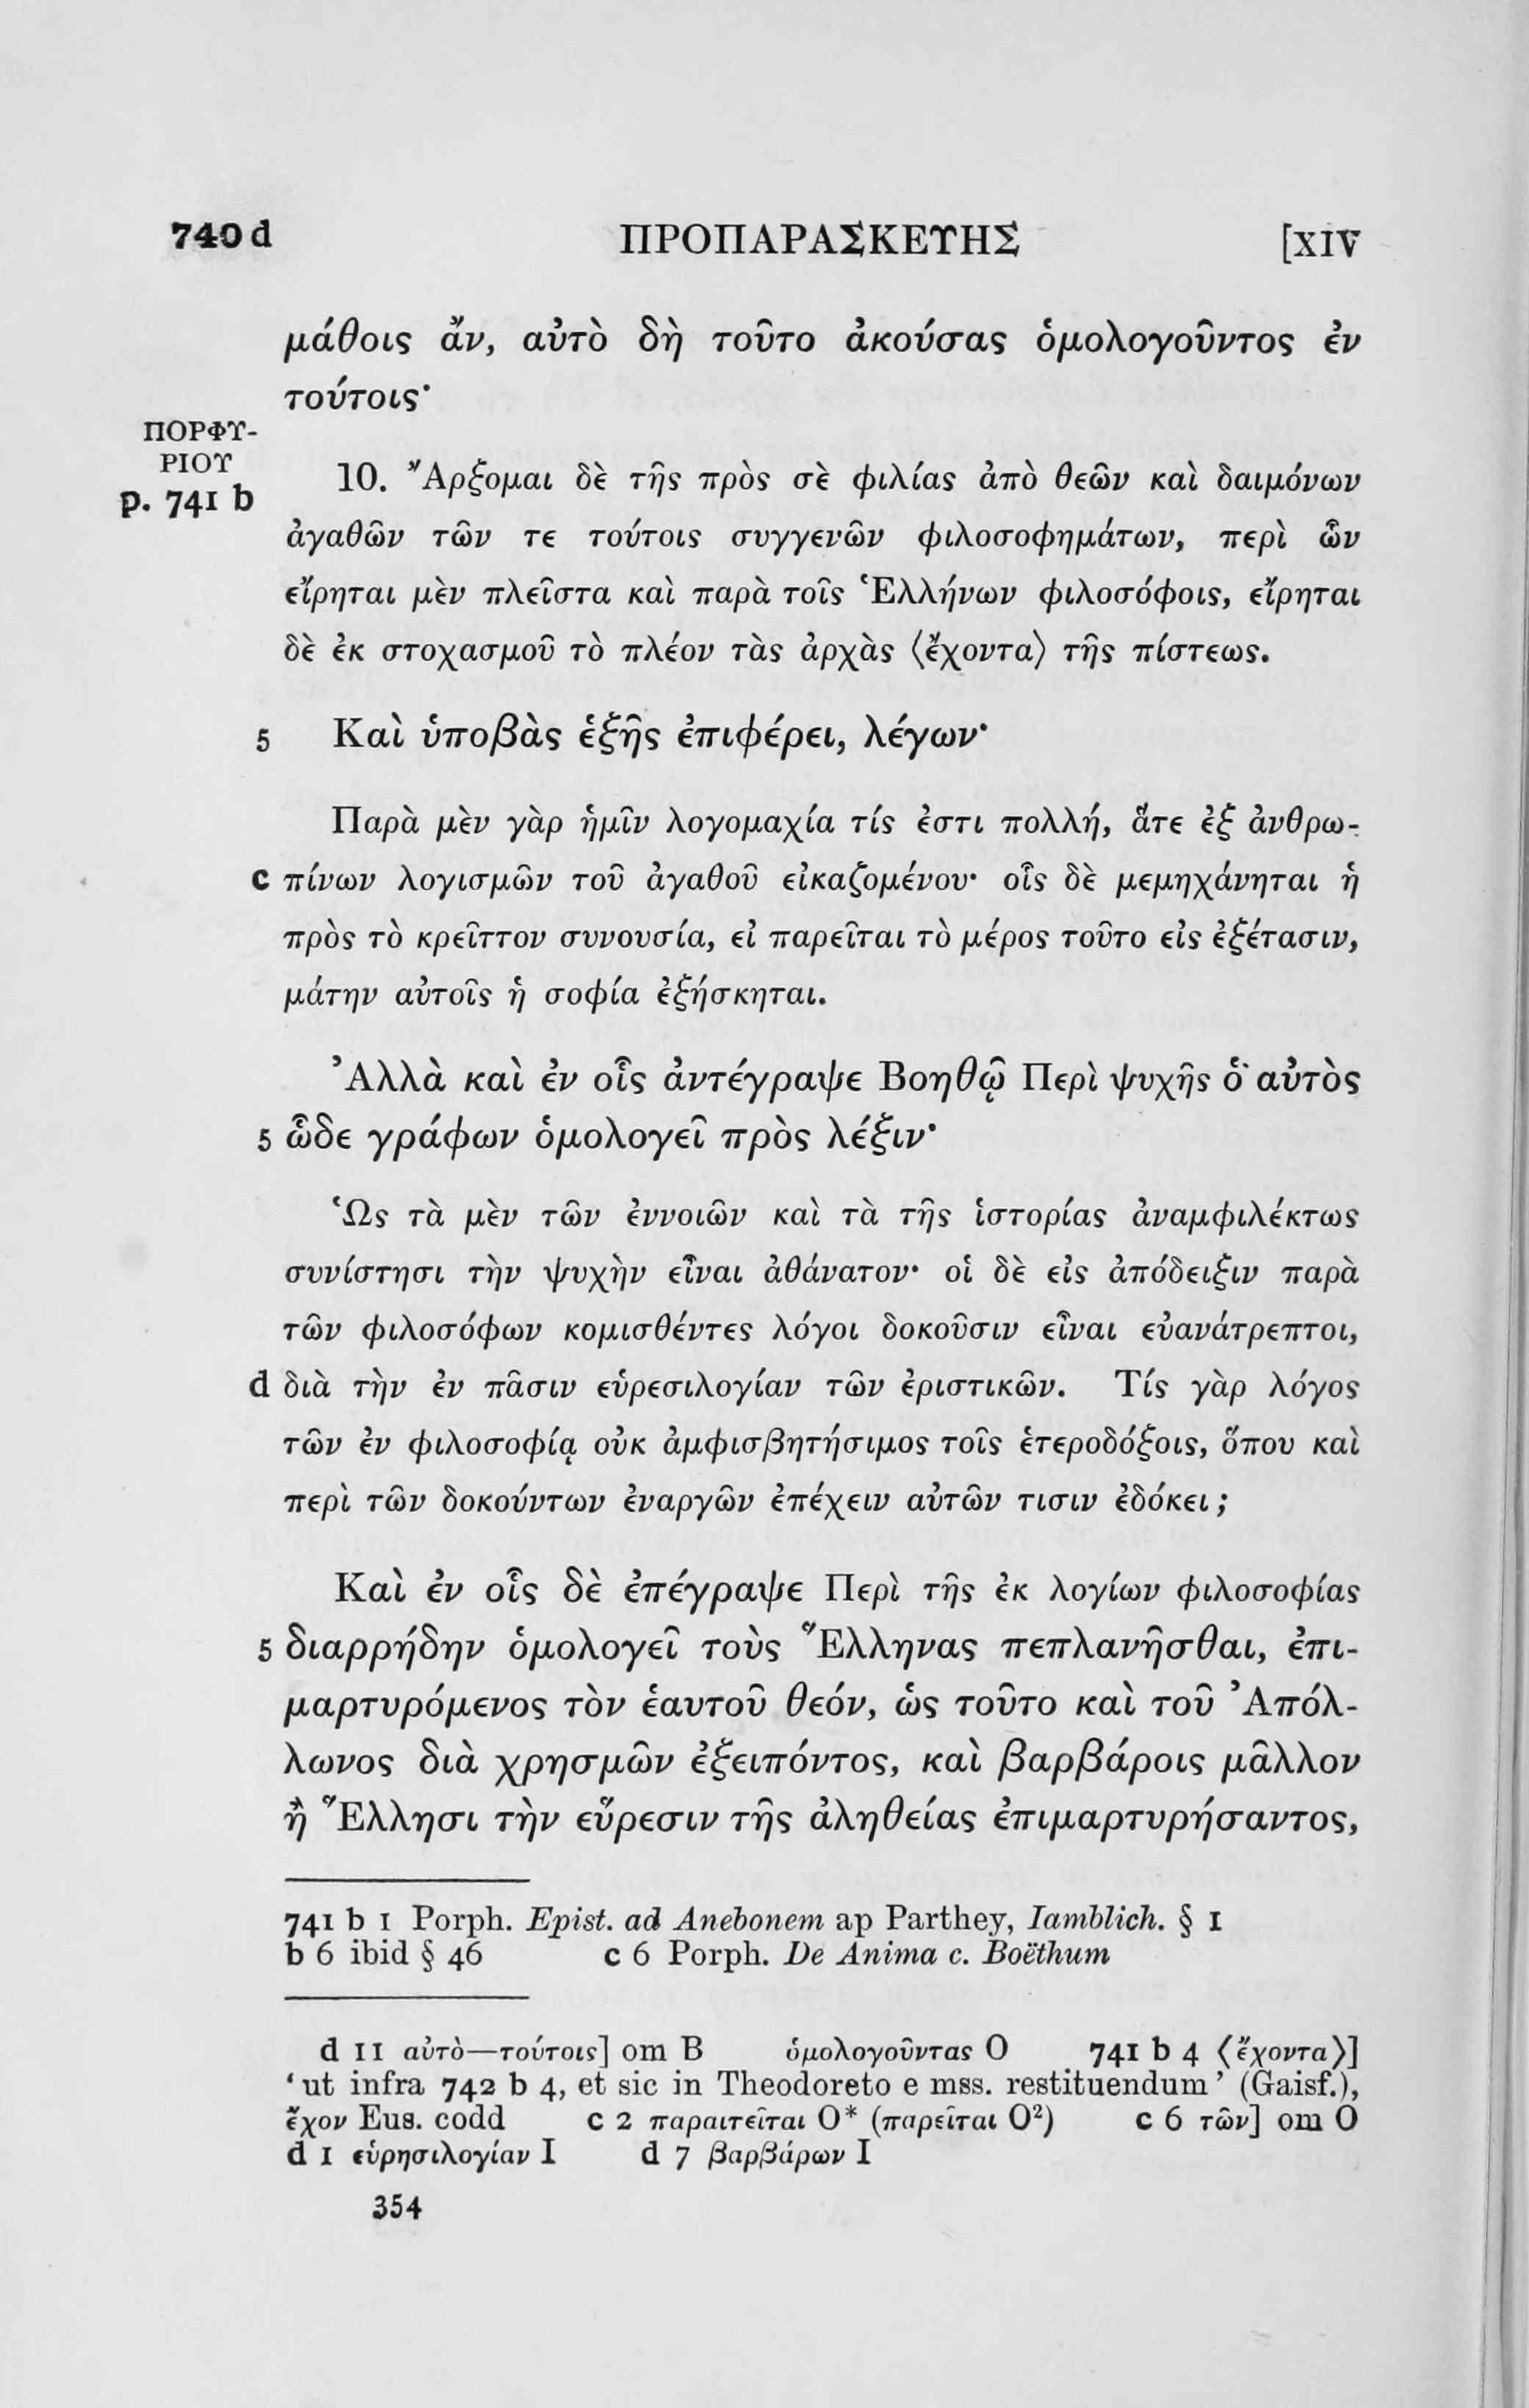 740 d ΠΡΟΠΑΡΑΣΚΕΥΗΣ [XIV
μάθοις ἄν, αὐτὸ δὴ τοῦτο ἀκούσας ὁμολογοῦντος ἐν
τούτοις·
ΠΟΡΦΥ-
ΡΙΟΥ
p. 741 b
10. Ἄρξομαι δὲ τῆς πρὸς σὲ φιλίας ἀπὸ θεῶν καὶ δαιμόνων
ἀγαθῶν τῶν τε τούτοις συγγενῶν φιλοσοφημάτων, περὶ ὧν
εἴρηται μὲν πλεῖστα καὶ παρὰ τοῖς Ἑλλήνων φιλοσόφοις, εἴρηται
δὲ ἐκ στοχασμοῦ τὸ πλέον τὰς ἀρχὰς ⟨ἔχοντα⟩ τῆς πίστεως.
5 Καὶ ὑποβὰς ἑξῆς ἐπιφέρει, λέγων·
Παρὰ μὲν γὰρ ἡμῖν λογομαχία τίς ἐστι πολλή, ἅτε ἐξ ἀνθρω-
c πίνων λογισμῶν τοῦ ἀγαθοῦ εἰκαζομένου· οἷς δὲ μεμηχάνηται ἡ
πρὸς τὸ κρεῖττον συνουσία, εἰ παρεῖται τὸ μέρος τοῦτο εἰς ἐξέτασιν,
μάτην αὐτοῖς ἡ σοφία ἐξήσκηται.
Ἀλλὰ καὶ ἐν οἷς ἀντέγραψε Βοηθῷ Περὶ ψυχῆς ὁ αὐτὸς
5 ὧδε γράφων ὁμολογεῖ πρὸς λέξιν·
Ὡς τὰ μὲν τῶν ἐννοιῶν καὶ τὰ τῆς ἱστορίας ἀναμφιλέκτως
συνίστησι τὴν ψυχὴν εἶναι ἀθάνατον· οἱ δὲ εἰς ἀπόδειξιν παρὰ
τῶν φιλοσόφων κομισθέντες λόγοι δοκοῦσιν εἶναι εὐανάτρεπτοι,
d διὰ τὴν ἐν πᾶσιν εὑρεσιλογίαν τῶν ἐριστικῶν. Τίς γὰρ λόγος
τῶν ἐν φιλοσοφίᾳ οὐκ ἀμφισβητήσιμος τοῖς ἑτεροδόξοις, ὅπου καὶ
περὶ τῶν δοκούντων ἐναργῶν ἐπέχειν αὐτῶν τισιν ἐδόκει;
Καὶ ἐν οἷς δὲ ἐπέγραψε Περὶ τῆς ἐκ λογίων φιλοσοφίας
5 διαρρήδην ὁμολογεῖ τοὺς Ἕλληνας πεπλανῆσθαι, ἐπι-
μαρτυρόμενος τὸν ἑαυτοῦ θεόν, ὡς τοῦτο καὶ τοῦ Ἀπόλ-
λωνος διὰ χρησμῶν ἐξειπόντος, καὶ βαρβάροις μᾶλλον
ἢ Ἕλλησι τὴν εὕρεσιν τῆς ἀληθείας ἐπιμαρτυρήσαντος,
741 b 1 Porph. Epist. ad Anebonem ap Parthey, Iamblich. § 1
b 6 ibid § 46 c 6 Porph. De Anima c. Boëthum
d 11 αὐτὸ—τούτοις] om B ὁμολογοῦντας O 741 b 4 ⟨ἔχοντα⟩]
‘ut infra 742 b 4, et sic in Theodoreto e mss. restituendum’ (Gaisf.),
ἔχον Eus. codd c 2 παραιτεῖται O* (παρεῖται O²) c 6 τῶν] om O
d 1 εὑρησιλογίαν I d 7 βαρβάρων I
354